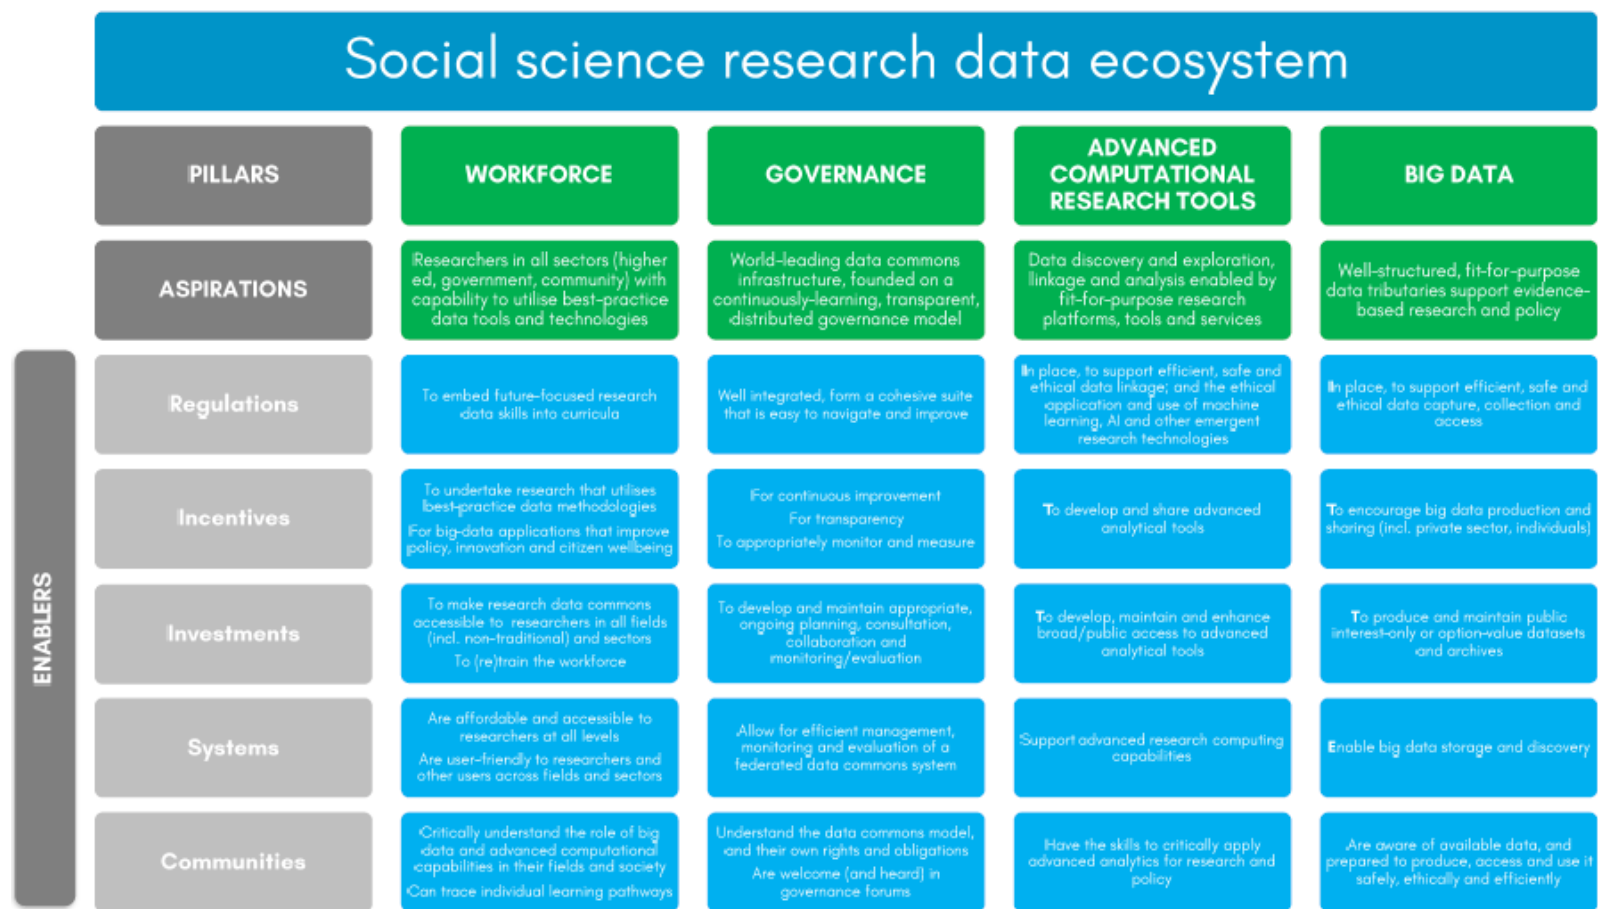 Social science research data ecosystem
PILLARS
WORKFORCE
GOVERNANCE
ADVANCED
COMPUTATIONAL
RESEARCH TOOLS
BIG DATA
ASPIRATIONS
Researchers in all sectors (higher
ed, government, community) with
capability to utilise best-practice
data tools and technologies
World-leading data commons
infrastructure, founded on a
continuously-learning, transparent,
distributed governance model
Data discovery and exploration,
linkage and analysis enabled by
fit-for-purpose research
platforms, tools and services
Well-structured, fit-for-purpose
data tributaries support evidence-
based research and policy
ENABLERS
Regulations
To embed future-focused research
data skills into curricula
Well integrated, form a cohesive suite
that is easy to navigate and improve
In place, to support efficient, safe and
ethical data linkage; and the ethical
application and use of machine
learning, AI and other emergent
research technologies
In place, to support efficient, safe and
ethical data capture, collection and
access
Incentives
To undertake research that utilises
best-practice data methodologies
For big-data applications that improve
policy, innovation and citizen wellbeing
For continuous improvement
For transparency
To appropriately monitor and measure
To develop and share advanced
analytical tools
To encourage big data production and
sharing (incl. private sector, individuals)
Investments
To make research data commons
accessible to researchers in all fields
(incl. non-traditional) and sectors
To (re)train the workforce
To develop and maintain appropriate,
ongoing planning, consultation,
collaboration and
monitoring/evaluation
To develop, maintain and enhance
broad/public access to advanced
analytical tools
To produce and maintain public
interest-only or option-value datasets
and archives
Systems
Are affordable and accessible to
researchers at all levels
Are user-friendly to researchers and
other users across fields and sectors
Allow for efficient management,
monitoring and evaluation of a
federated data commons system
Support advanced research computing
capabilities
Enable big data storage and discovery
Communities
Critically understand the role of big
data and advanced computational
capabilities in their fields and society
Can trace individual learning pathways
Understand the data commons model,
and their own rights and obligations
Are welcome (and heard) in
governance forums
Have the skills to critically apply
advanced analytics for research and
policy
Are aware of available data, and
prepared to produce, access and use it
safely, ethically and efficiently